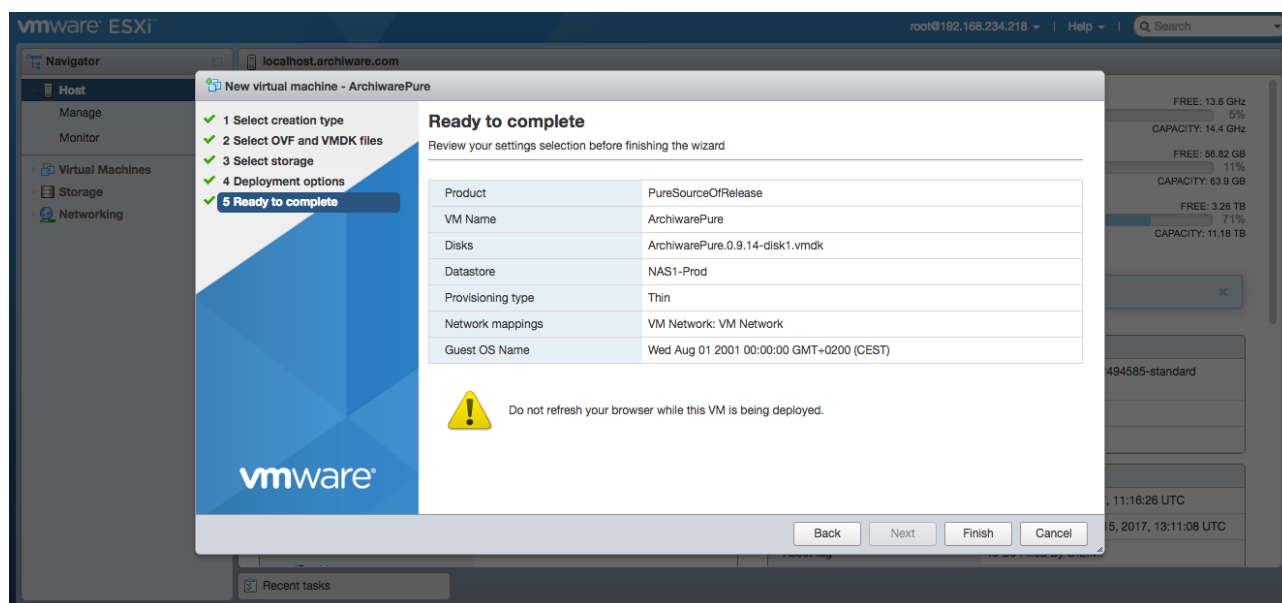 vmware ESXi™
root@192.168.234.218
Help
Search
Navigator
localhost.archiware.com
Host
Manage
Monitor
Virtual Machines
Storage
Networking
New virtual machine - ArchiwarePure
1 Select creation type
2 Select OVF and VMDK files
3 Select storage
4 Deployment options
5 Ready to complete
vmware®
Ready to complete
Review your settings selection before finishing the wizard
Product PureSourceOfRelease
VM Name ArchiwarePure
Disks ArchiwarePure.0.9.14-disk1.vmdk
Datastore NAS1-Prod
Provisioning type Thin
Network mappings VM Network: VM Network
Guest OS Name Wed Aug 01 2001 00:00:00 GMT+0200 (CEST)
Do not refresh your browser while this VM is being deployed.
Back Next Finish Cancel
FREE: 13.6 GHz
5%
CAPACITY: 14.4 GHz
FREE: 56.82 GB
11%
CAPACITY: 63.9 GB
FREE: 3.26 TB
71%
CAPACITY: 11.18 TB
494585-standard
, 11:16:26 UTC
15, 2017, 13:11:08 UTC
Recent tasks